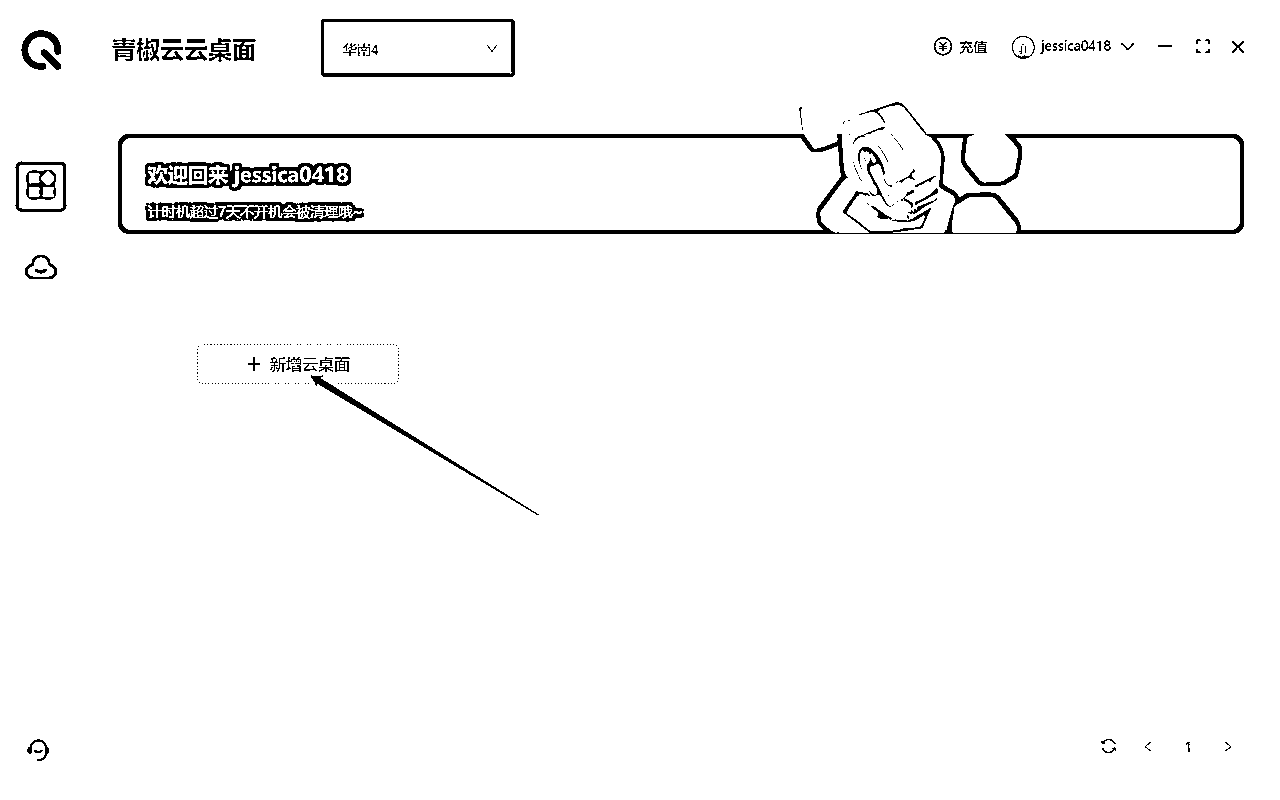 青椒云云桌面
华南4
充值
jessica0418
欢迎回来 jessica0418
计时机超过7天不开机会被清理哦~
+ 新增云桌面
1